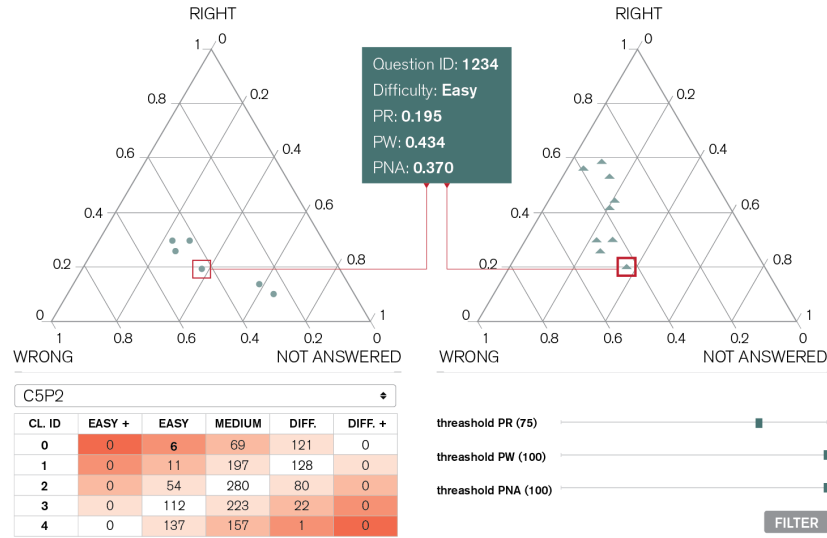 RIGHT
1 0
0.8 0.2
0.6 0.4
0.4 0.6
0.2 0.8
0
1 0.8 0.6 0.4 0.2 0
WRONG NOT ANSWERED
Question ID: 1234
Difficulty: Easy
PR: 0.195
PW: 0.434
PNA: 0.370
RIGHT
1 0
0.8 0.2
0.6 0.4
0.4 0.6
0.2 0.8
0
1 0.8 0.6 0.4 0.2 0
WRONG NOT ANSWERED
C5P2
CL. ID EASY + EASY MEDIUM DIFF. DIFF. +
0 0 6 69 121 0
1 0 11 197 128 0
2 0 54 280 80 0
3 0 112 223 22 0
4 0 137 157 1 0
threashold PR (75)
threashold PW (100)
threashold PNA (100)
FILTER